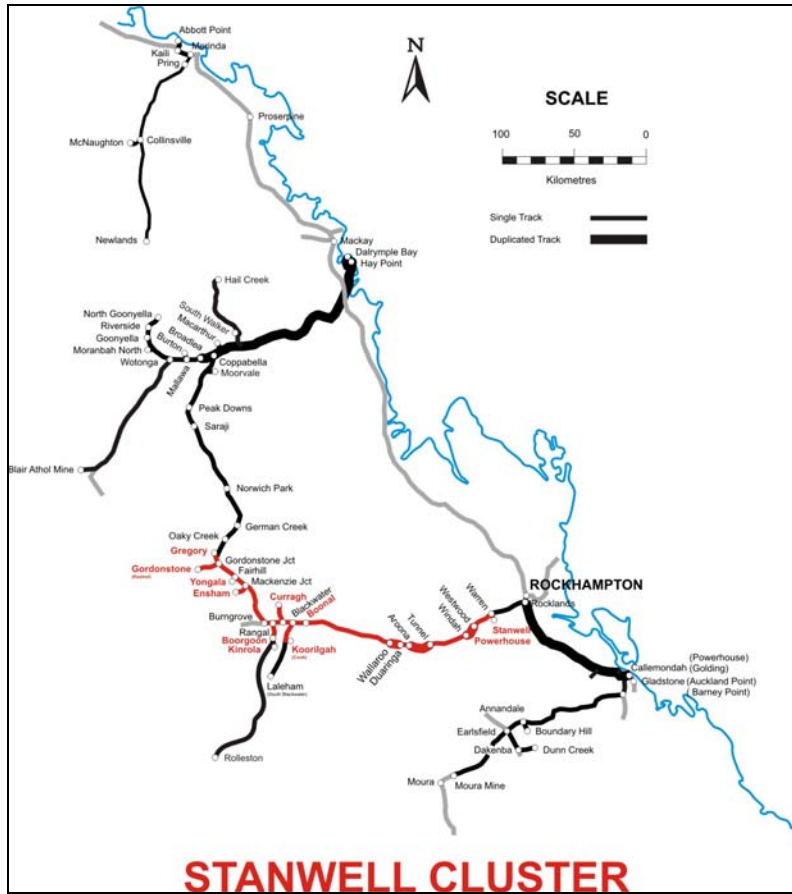 Abbott Point
N
Kaili
Merinda
Pring
SCALE
100
50
0
Kilometres
Proserpine
McNaughton
Collinsville
Single Track
Duplicated Track
Newlands
Mackay
Dalrymple Bay
Hay Point
Hail Creek
North Goonyella
South Walker
Riverside
Macarthur
Goonyella
Broadlea
Moranbah North
Burton
Wotonga
Mallawa
Coppabella
Moorvale
Peak Downs
Saraji
Blair Athol Mine
Norwich Park
German Creek
Oaky Creek
Gregory
Gordonstone Jct
Gordonstone
Fairhill
Yongala
Mackenzie Jct
Ensham
Curragh
Blackwater
Boonal
Burngrove
Rangal
Boorgoon
Kinrola
Koorilgah
(Cook)
Laleham
(South Blackwater)
Rolleston
Wallaroo
Duaringa
Aroona
Tunnel
Windah
Westwood
Warren
Stanwell
Powerhouse
ROCKHAMPTON
Rocklands
Callemondah
(Powerhouse)
(Golding)
Gladstone
(Auckland Point)
(Barney Point)
Annandale
Earlsfield
Boundary Hill
Dakenba
Dunn Creek
Moura
Moura Mine
STANWELL CLUSTER